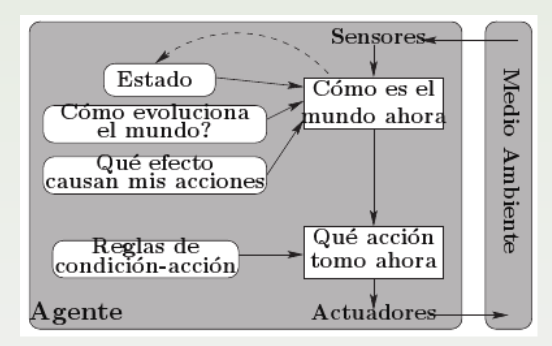 Sensores
Estado
Cómo es el
mundo ahora
Cómo evoluciona
el mundo?
Qué efecto
causan mis acciones
Medio Ambiente
Reglas de
condición-acción
Qué acción
tomo ahora
Agente
Actuadores